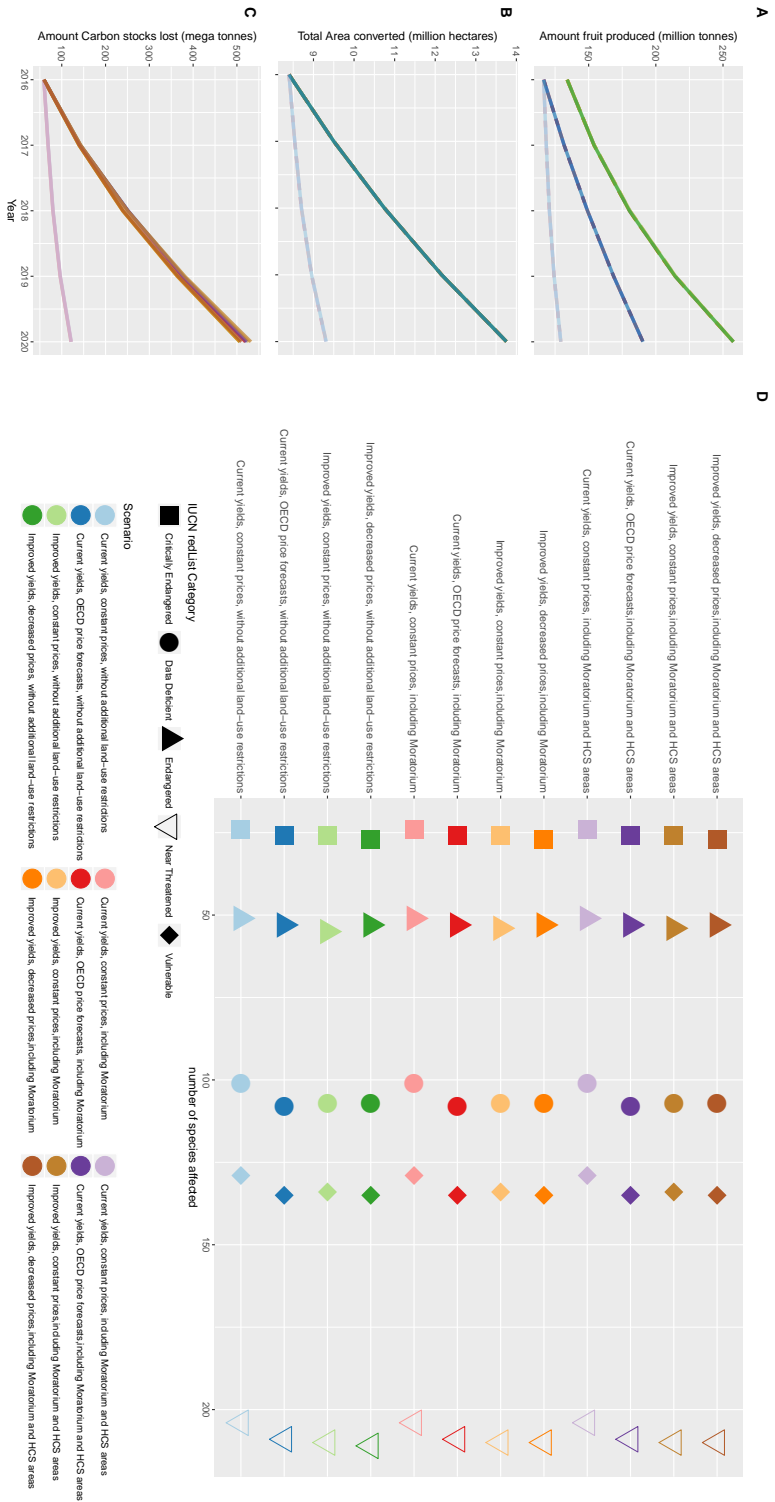 A
Amount fruit produced (million tonnes)
150
200
250
B
Total Area converted (million hectares)
9
10
11
12
13
14
C
Amount Carbon stocks lost (mega tonnes)
100
200
300
400
500
2016
2017
2018
2019
2020
Year
D
Improved yields, decreased prices,including Moratorium and HCS areas
Improved yields, constant prices,including Moratorium and HCS areas
Current yields, OECD price forecasts,including Moratorium and HCS areas
Current yields, constant prices, including Moratorium and HCS areas
Improved yields, decreased prices,including Moratorium
Improved yields, constant prices,including Moratorium
Current yields, OECD price forecasts, including Moratorium
Current yields, constant prices, including Moratorium
Improved yields, decreased prices, without additional land−use restrictions
Improved yields, constant prices, without additional land−use restrictions
Current yields, OECD price forecasts, without additional land−use restrictions
Current yields, constant prices, without additional land−use restrictions
50
100
150
200
number of species affected
IUCN redList Category
Critically Endangered
Data Deficient
Endangered
Near Threatened
Vulnerable
Scenario
Current yields, constant prices, without additional land−use restrictions
Current yields, OECD price forecasts, without additional land−use restrictions
Improved yields, constant prices, without additional land−use restrictions
Improved yields, decreased prices, without additional land−use restrictions
Current yields, constant prices, including Moratorium
Current yields, OECD price forecasts, including Moratorium
Improved yields, constant prices,including Moratorium
Improved yields, decreased prices,including Moratorium
Current yields, constant prices, including Moratorium and HCS areas
Current yields, OECD price forecasts,including Moratorium and HCS areas
Improved yields, constant prices,including Moratorium and HCS areas
Improved yields, decreased prices,including Moratorium and HCS areas